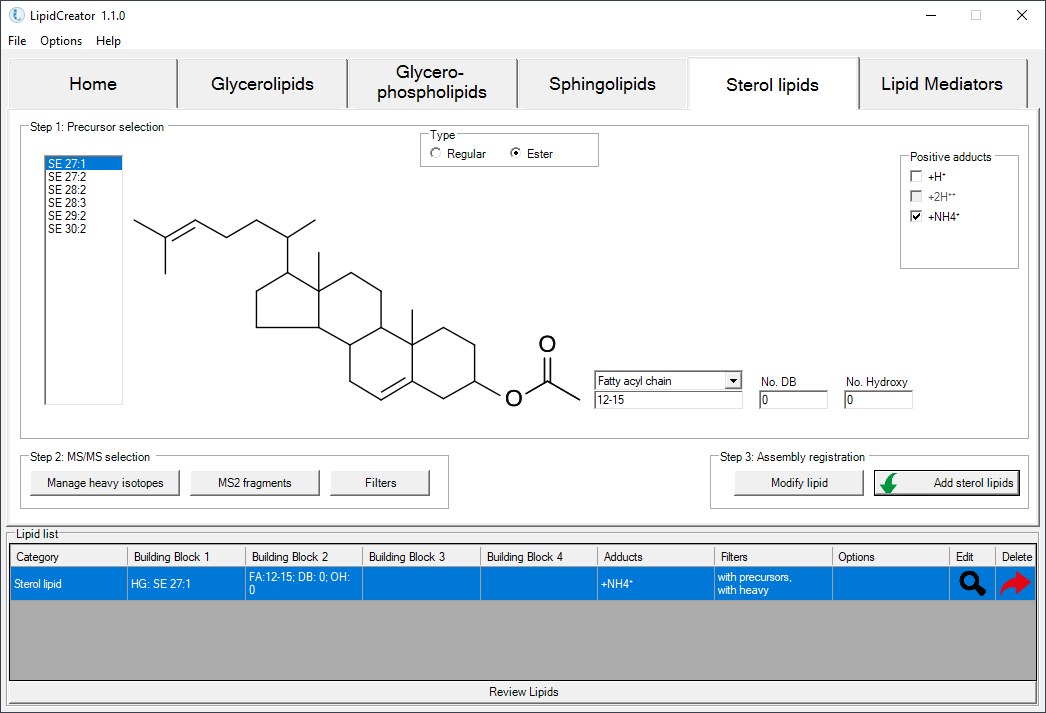 LipidCreator 1.1.0
File Options Help
Home
Glycerolipids
Glycero-
phospholipids
Sphingolipids
Sterol lipids
Lipid Mediators
Step 1: Precursor selection
SE 27:1
SE 27:2
SE 28:2
SE 28:3
SE 29:2
SE 30:2
Type
Regular
Ester
Positive adducts
+H⁺
+2H⁺⁺
+NH4⁺
O
O
Fatty acyl chain
12-15
No. DB
0
No. Hydroxy
0
Step 2: MS/MS selection
Manage heavy isotopes
MS2 fragments
Filters
Step 3: Assembly registration
Modify lipid
Add sterol lipids
Lipid list
Category Building Block 1 Building Block 2 Building Block 3 Building Block 4 Adducts Filters Options Edit Delete
Sterol lipid
HG: SE 27:1
FA:12-15; DB: 0; OH:
0
+NH4⁺
with precursors,
with heavy
Review Lipids